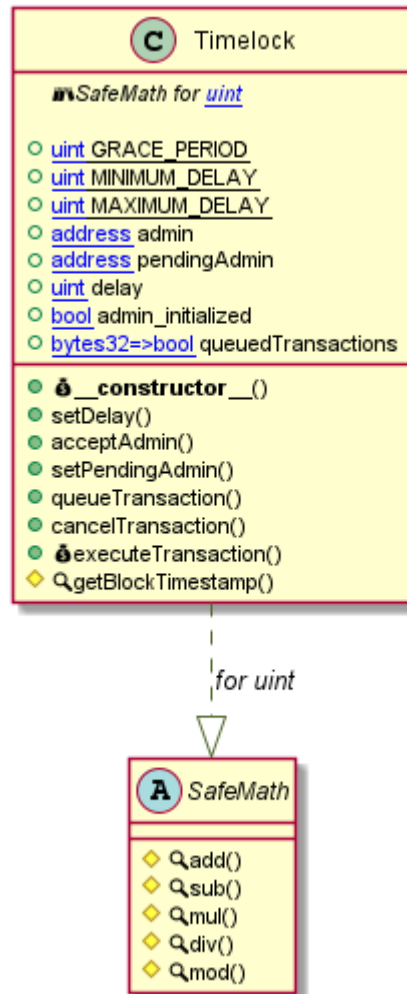 C Timelock
SafeMath for uint
uint GRACE_PERIOD
uint MINIMUM_DELAY
uint MAXIMUM_DELAY
address admin
address pendingAdmin
uint delay
bool admin_initialized
bytes32=>bool queuedTransactions
__constructor__()
setDelay()
acceptAdmin()
setPendingAdmin()
queueTransaction()
cancelTransaction()
executeTransaction()
getBlockTimestamp()
for uint
A SafeMath
add()
sub()
mul()
div()
mod()